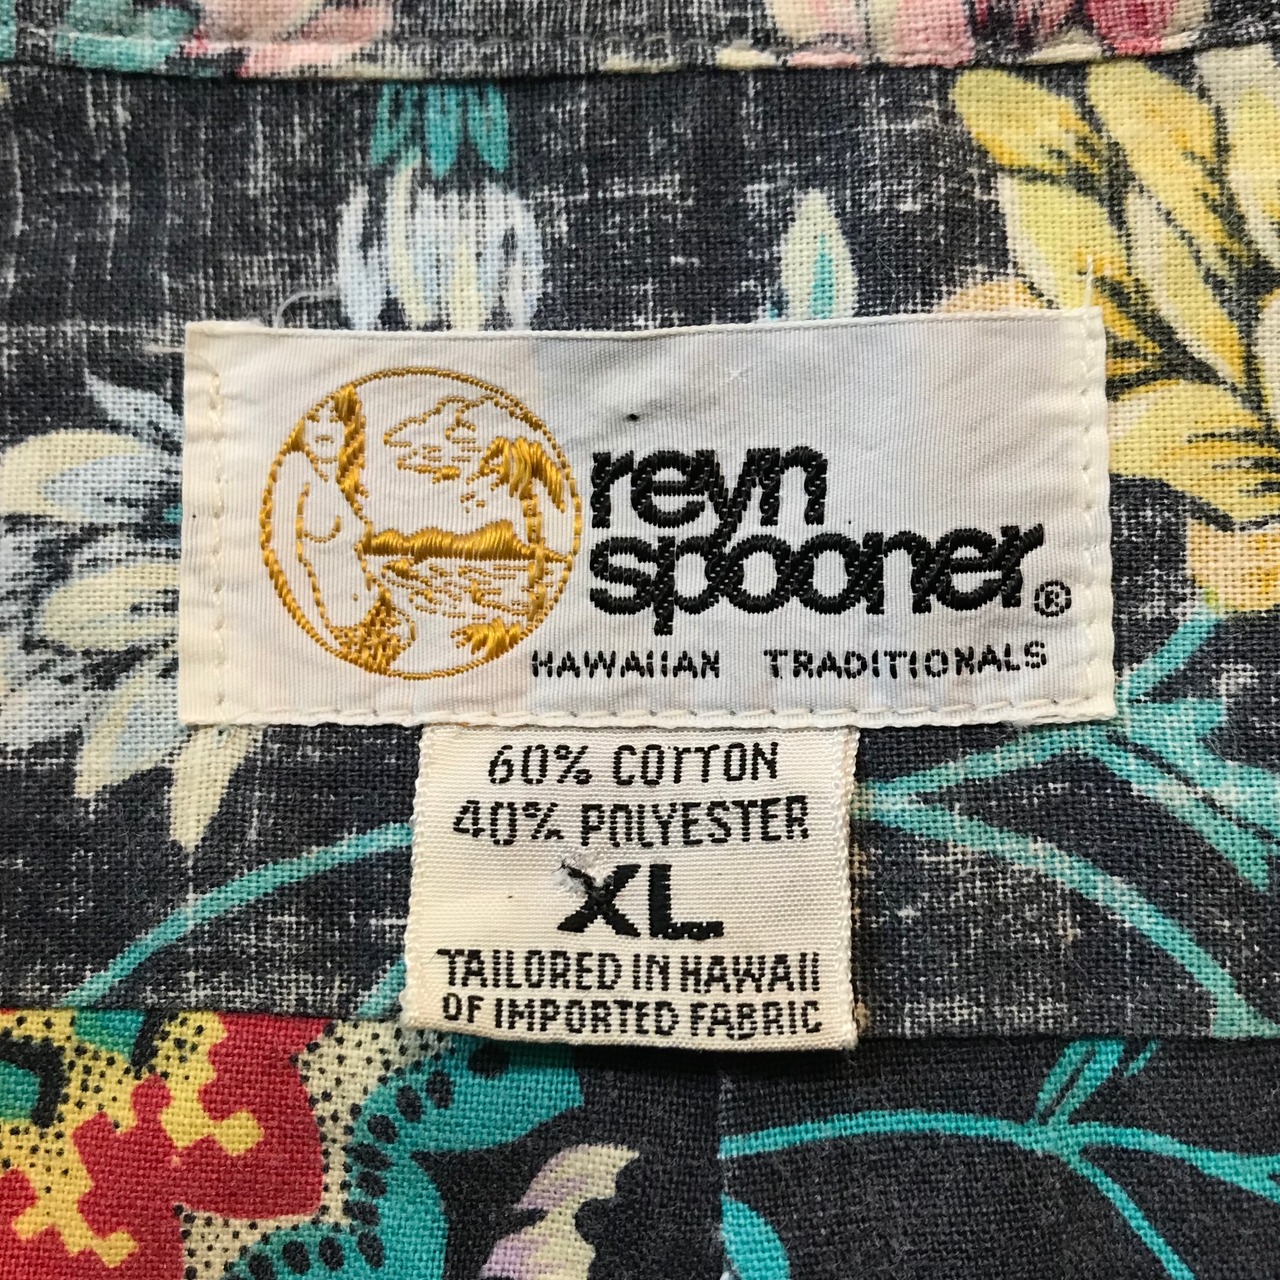 reyn
spooner®
HAWAIIAN TRADITIONALS
60% COTTON
40% POLYESTER
XL
TAILORED IN HAWAII
OF IMPORTED FABRIC